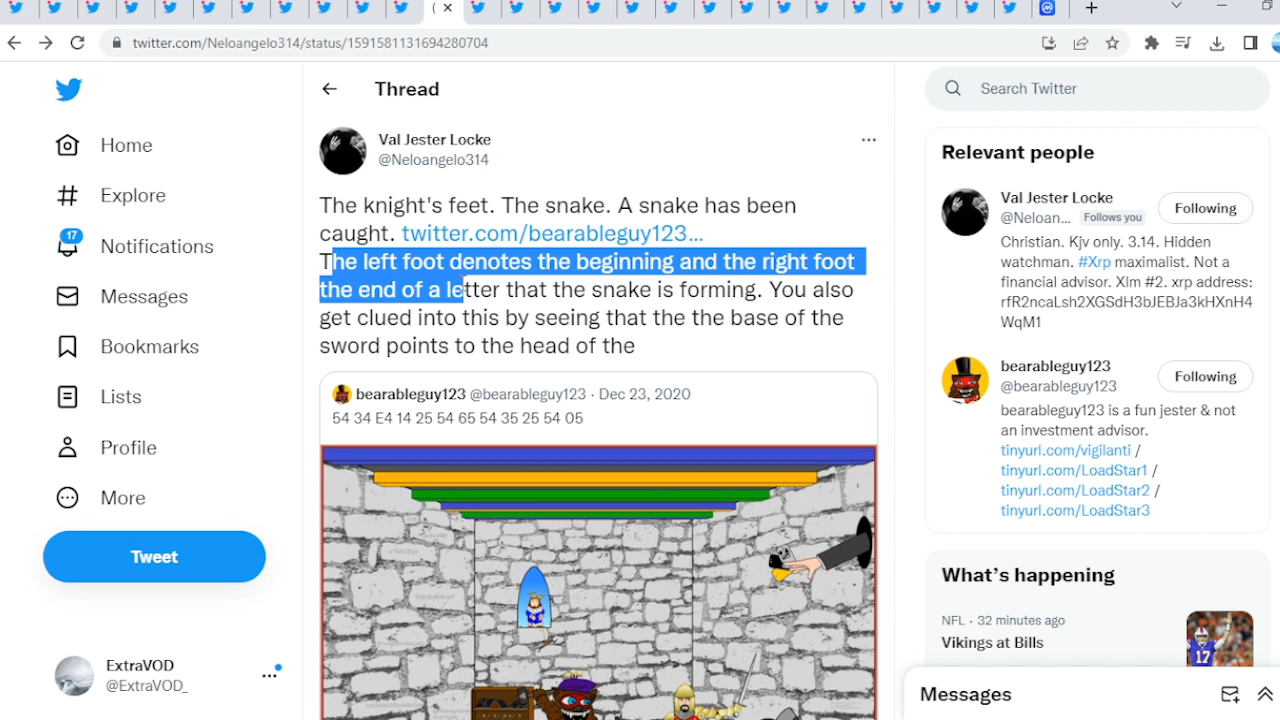 twitter.com/Neloangelo314/status/1591581131694280704
Thread
Search Twitter
Home
Explore
17
Notifications
Messages
Bookmarks
Lists
Profile
More
Tweet
ExtraVOD
@ExtraVOD_
Val Jester Locke
@Neloangelo314
The knight's feet. The snake. A snake has been
caught. twitter.com/bearableguy123…
The left foot denotes the beginning and the right foot
the end of a letter that the snake is forming. You also
get clued into this by seeing that the the base of the
sword points to the head of the
bearableguy123 @bearableguy123 · Dec 23, 2020
54 34 E4 14 25 54 65 54 35 25 54 05
Relevant people
Val Jester Locke
@Neloan... Follows you
Following
Christian. Kjv only. 3.14. Hidden
watchman. #Xrp maximalist. Not a
financial advisor. Xlm #2. xrp address:
rfR2ncaLsh2XGSdH3bJEBJa3kHXnH4
WqM1
bearableguy123
@bearableguy123
Following
bearableguy123 is a fun jester & not
an investment advisor.
tinyurl.com/vigilanti /
tinyurl.com/LoadStar1 /
tinyurl.com/LoadStar2 /
tinyurl.com/LoadStar3
What's happening
NFL · 32 minutes ago
Vikings at Bills
17
Messages